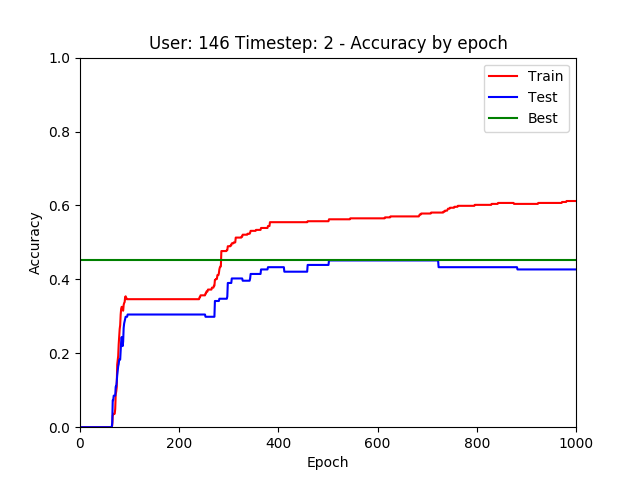 User: 146 Timestep: 2 - Accuracy by epoch
1.0
0.8
0.6
0.4
0.2
0.0
Accuracy
Train
Test
Best
0 200 400 600 800 1000
Epoch